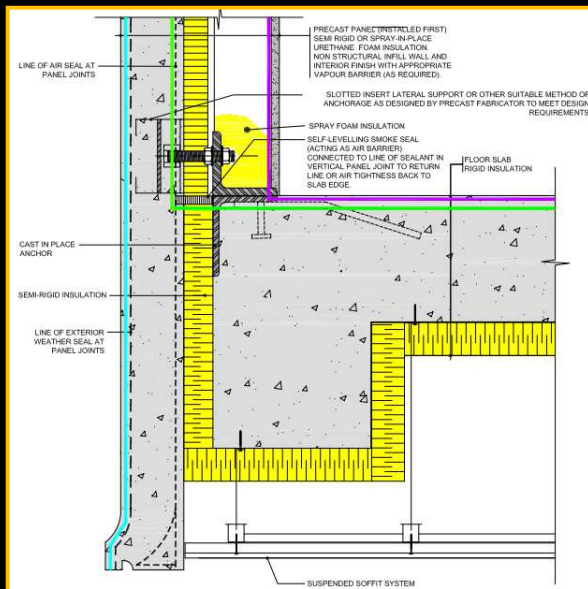 PRECAST PANEL (INSTALLED FIRST)
SEMI RIGID OR SPRAY-IN-PLACE
URETHANE FOAM INSULATION.
NON STRUCTURAL INFILL WALL AND
INTERIOR FINISH WITH APPROPRIATE
VAPOUR BARRIER (AS REQUIRED).
LINE OF AIR SEAL AT
PANEL JOINTS
SLOTTED INSERT LATERAL SUPPORT OR OTHER SUITABLE METHOD OF
ANCHORAGE AS DESIGNED BY PRECAST FABRICATOR TO MEET DESIGN
REQUIREMENTS.
SPRAY FOAM INSULATION
SELF-LEVELLING SMOKE SEAL
(ACTING AS AIR BARRIER)
CONNECTED TO LINE OF SEALANT IN
VERTICAL PANEL JOINT TO RETURN
LINE OR AIR TIGHTNESS BACK TO
SLAB EDGE.
FLOOR SLAB
RIGID INSULATION
CAST IN PLACE
ANCHOR
SEMI-RIGID INSULATION
LINE OF EXTERIOR
WEATHER SEAL AT
PANEL JOINTS
SUSPENDED SOFFIT SYSTEM